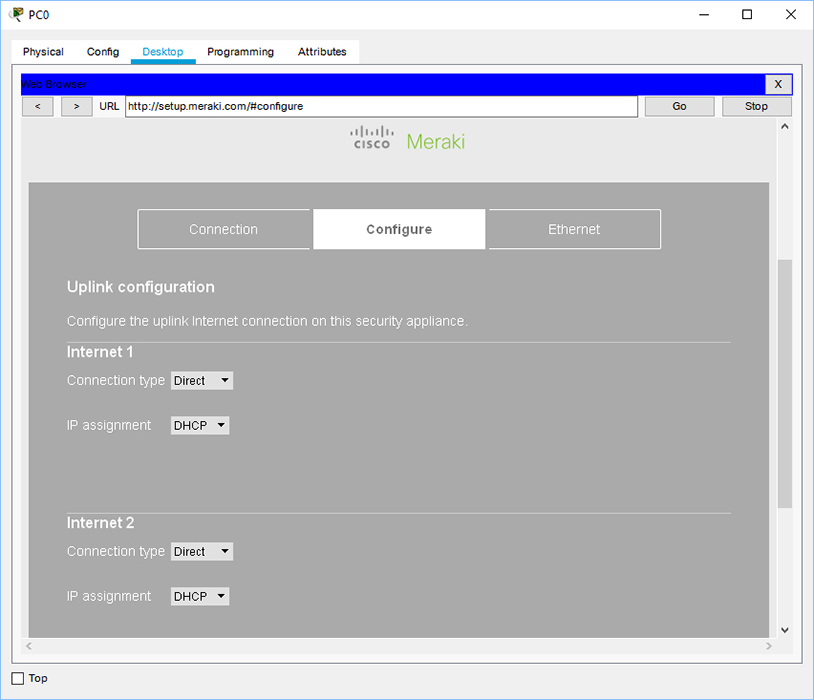 PC0
Physical Config Desktop Programming Attributes
Web Browser X
< > URL http://setup.meraki.com/#configure Go Stop
cisco Meraki
Connection Configure Ethernet
Uplink configuration
Configure the uplink Internet connection on this security appliance.
Internet 1
Connection type Direct
IP assignment DHCP
Internet 2
Connection type Direct
IP assignment DHCP
Top